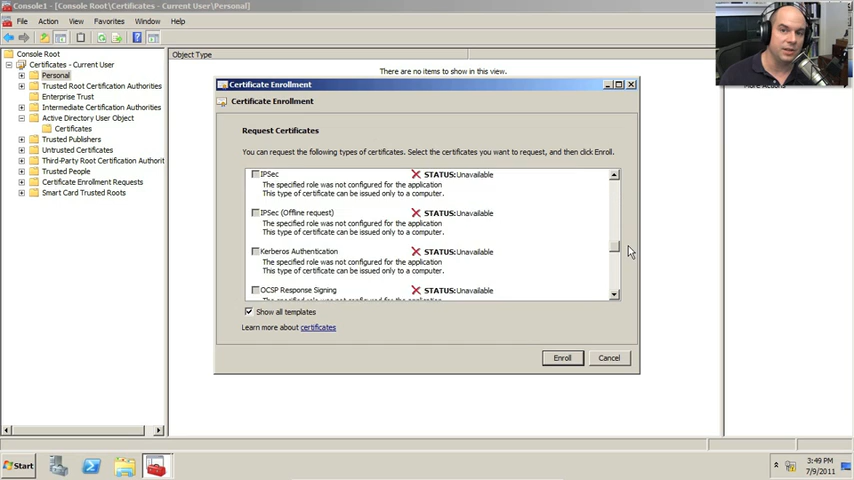 Console1 - [Console Root\Certificates - Current User\Personal]
File Action View Favorites Window Help
Console Root
Certificates - Current User
Personal
Trusted Root Certification Authorities
Enterprise Trust
Intermediate Certification Authorities
Active Directory User Object
Certificates
Trusted Publishers
Untrusted Certificates
Third-Party Root Certification Authorit
Trusted People
Certificate Enrollment Requests
Smart Card Trusted Roots
Object Type
There are no items to show in this view.
More Actions
Certificate Enrollment
Certificate Enrollment
Request Certificates
You can request the following types of certificates. Select the certificates you want to request, and then click Enroll.
IPSec STATUS: Unavailable
The specified role was not configured for the application
This type of certificate can be issued only to a computer.
IPSec (Offline request) STATUS: Unavailable
The specified role was not configured for the application
This type of certificate can be issued only to a computer.
Kerberos Authentication STATUS: Unavailable
The specified role was not configured for the application
This type of certificate can be issued only to a computer.
OCSP Response Signing STATUS: Unavailable
The specified role was not configured for the application
Show all templates
Learn more about certificates
Enroll Cancel
Start
3:49 PM
7/9/2011